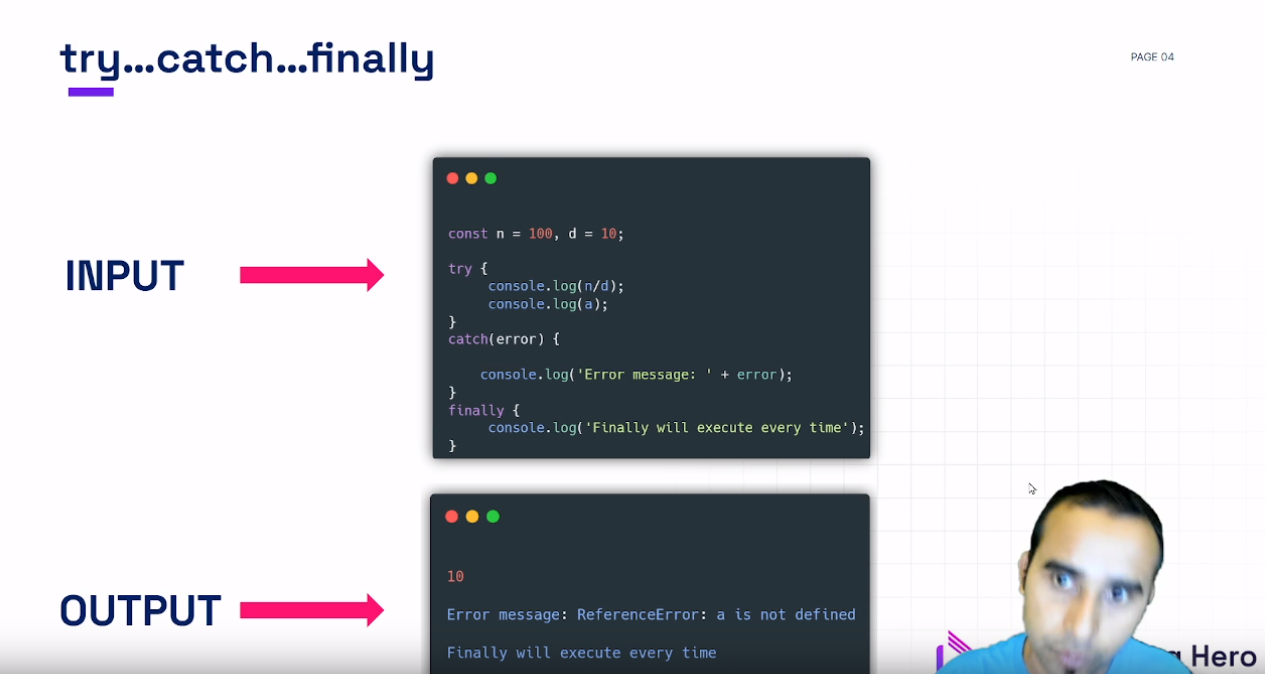 try...catch...finally
PAGE 04
INPUT
const n = 100, d = 10;
try {
console.log(n/d);
console.log(a);
}
catch(error) {
console.log('Error message: ' + error);
}
finally {
console.log('Finally will execute every time');
}
OUTPUT
10
Error message: ReferenceError: a is not defined
Finally will execute every time
Hero